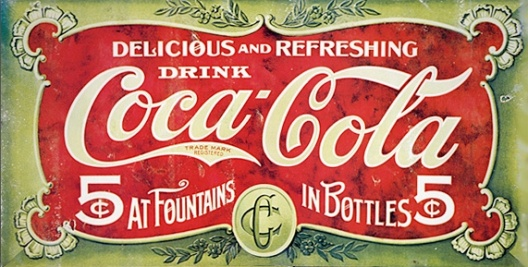 DELICIOUS AND REFRESHING
DRINK
Coca-Cola
TRADE MARK
REGISTERED
5¢ AT FOUNTAINS IN BOTTLES 5¢
CC